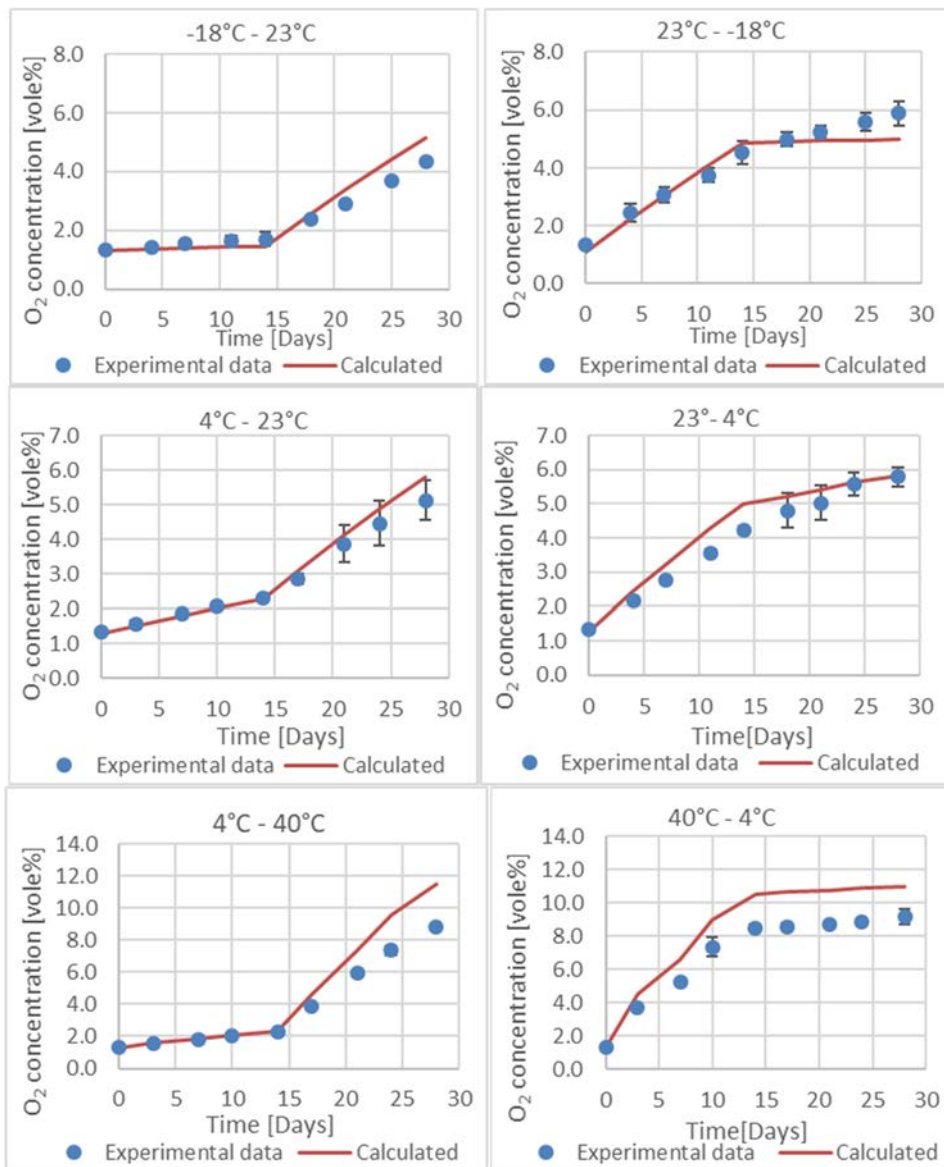 -18°C - 23°C
O₂ concentration [vole%]
8.0
6.0
4.0
2.0
0.0
0 5 10 15 20 25 30
Time [Days]
Experimental data Calculated
23°C - -18°C
O₂ concentration [vole%]
8.0
6.0
4.0
2.0
0.0
0 5 10 15 20 25 30
Time [Days]
Experimental data Calculated
4°C - 23°C
O₂ concentration [vole%]
7.0
6.0
5.0
4.0
3.0
2.0
1.0
0.0
0 5 10 15 20 25 30
Time [Days]
Experimental data Calculated
23°- 4°C
O₂ concentration [vole%]
7.0
6.0
5.0
4.0
3.0
2.0
1.0
0.0
0 5 10 15 20 25 30
Time[Days]
Experimental data Calculated
4°C - 40°C
O₂ concentration [vole%]
14.0
12.0
10.0
8.0
6.0
4.0
2.0
0.0
0 5 10 15 20 25 30
Time [Days]
Experimental data Calculated
40°C - 4°C
O₂ concentration [vole%]
14.0
12.0
10.0
8.0
6.0
4.0
2.0
0.0
0 5 10 15 20 25 30
Time[Days]
Experimental data Calculated